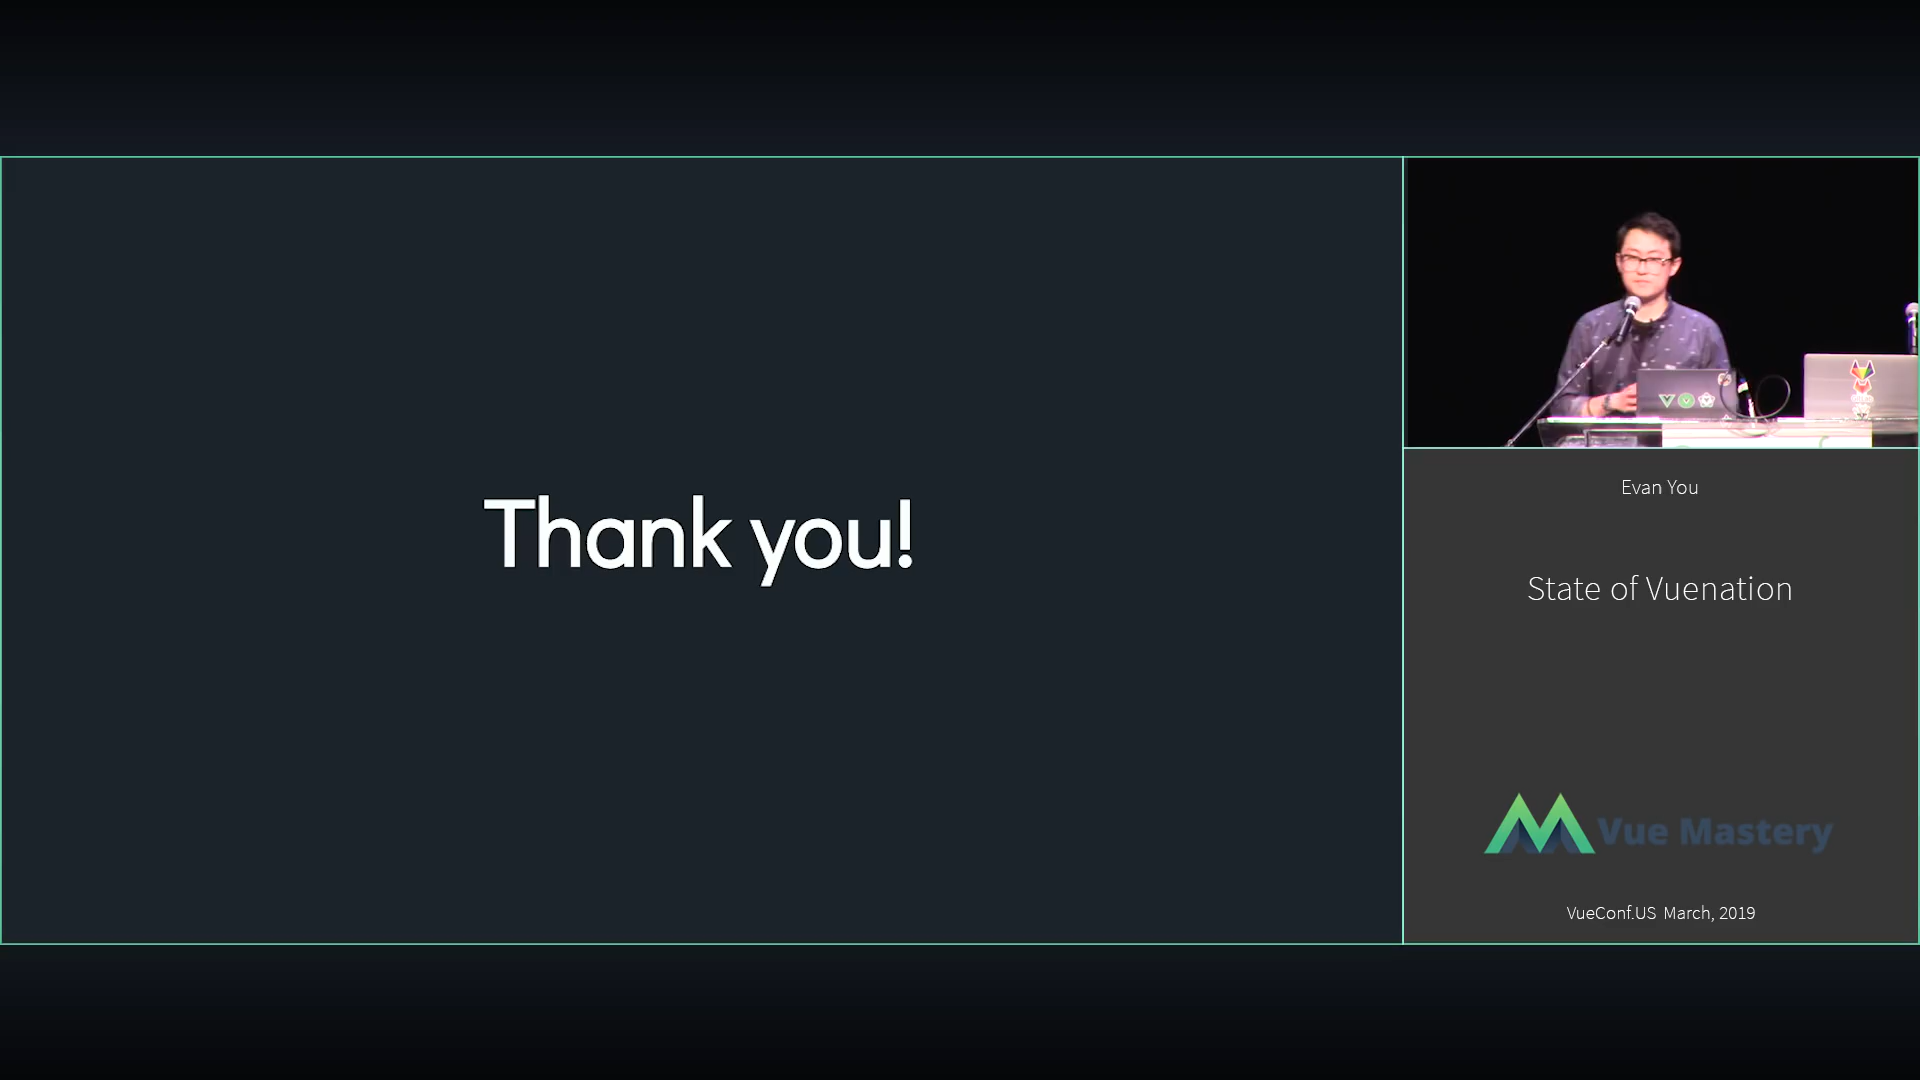 Thank you!
Evan You
State of Vuenation
Vue Mastery
VueConf.US March, 2019